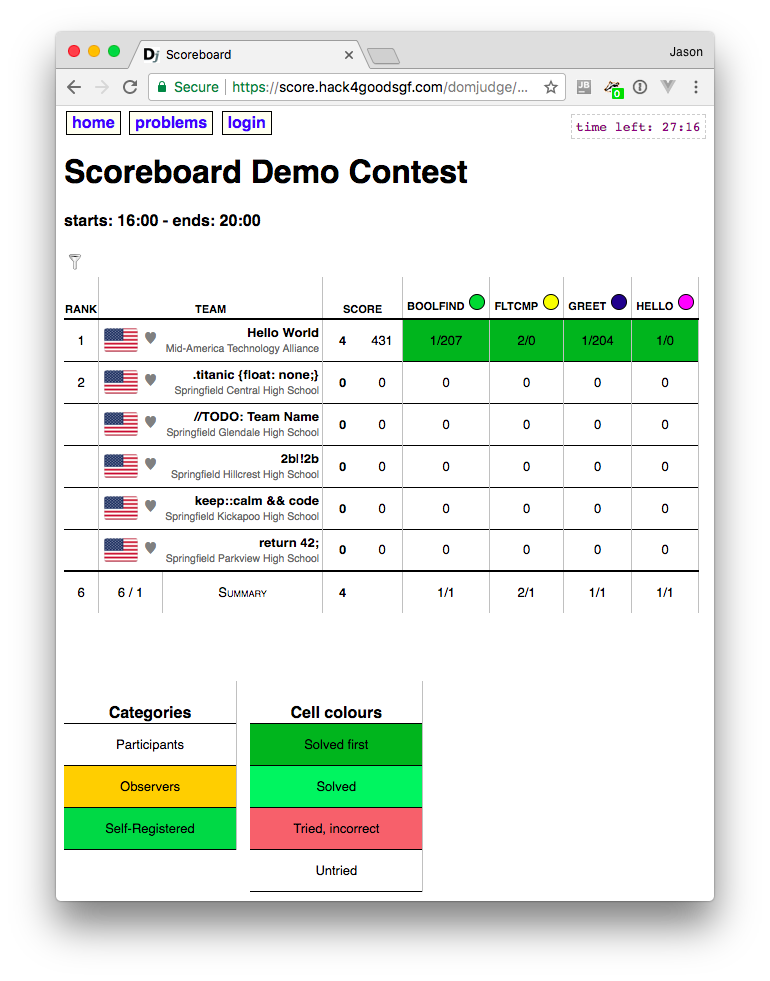 Dj Scoreboard
Jason
Secure https://score.hack4goodsgf.com/domjudge/...
JB
hac
0
home problems login
time left: 27:16
Scoreboard Demo Contest
starts: 16:00 - ends: 20:00
RANK TEAM SCORE BOOLFIND FLTCMP GREET HELLO
1 Hello World 4 431 1/207 2/0 1/204 1/0
Mid-America Technology Alliance
2 .titanic {float: none;} 0 0 0 0 0 0
Springfield Central High School
//TODO: Team Name 0 0 0 0 0 0
Springfield Glendale High School
2b||!2b 0 0 0 0 0 0
Springfield Hillcrest High School
keep::calm && code 0 0 0 0 0 0
Springfield Kickapoo High School
return 42; 0 0 0 0 0 0
Springfield Parkview High School
6 6 / 1 Summary 4 1/1 2/1 1/1 1/1
Categories
Participants
Observers
Self-Registered
Cell colours
Solved first
Solved
Tried, incorrect
Untried